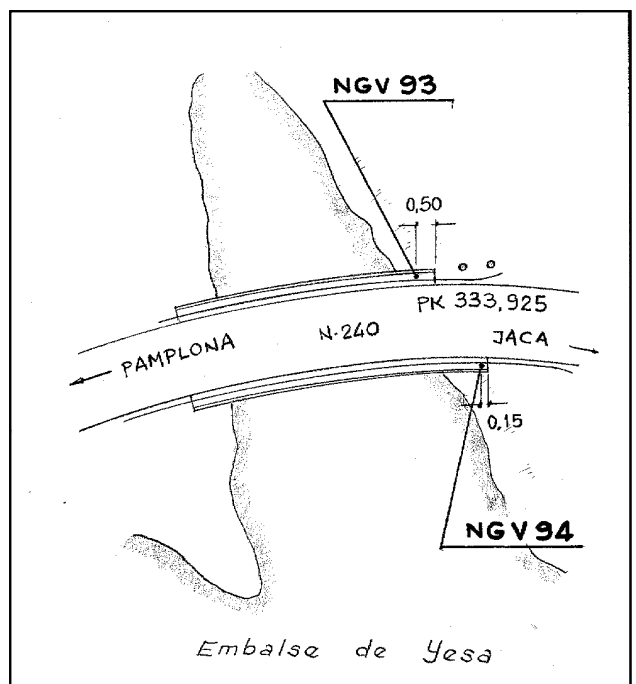 NGV 93
0,50
PK 333,925
N-240
JACA
PAMPLONA
0,15
NGV 94
Embalse de Yesa